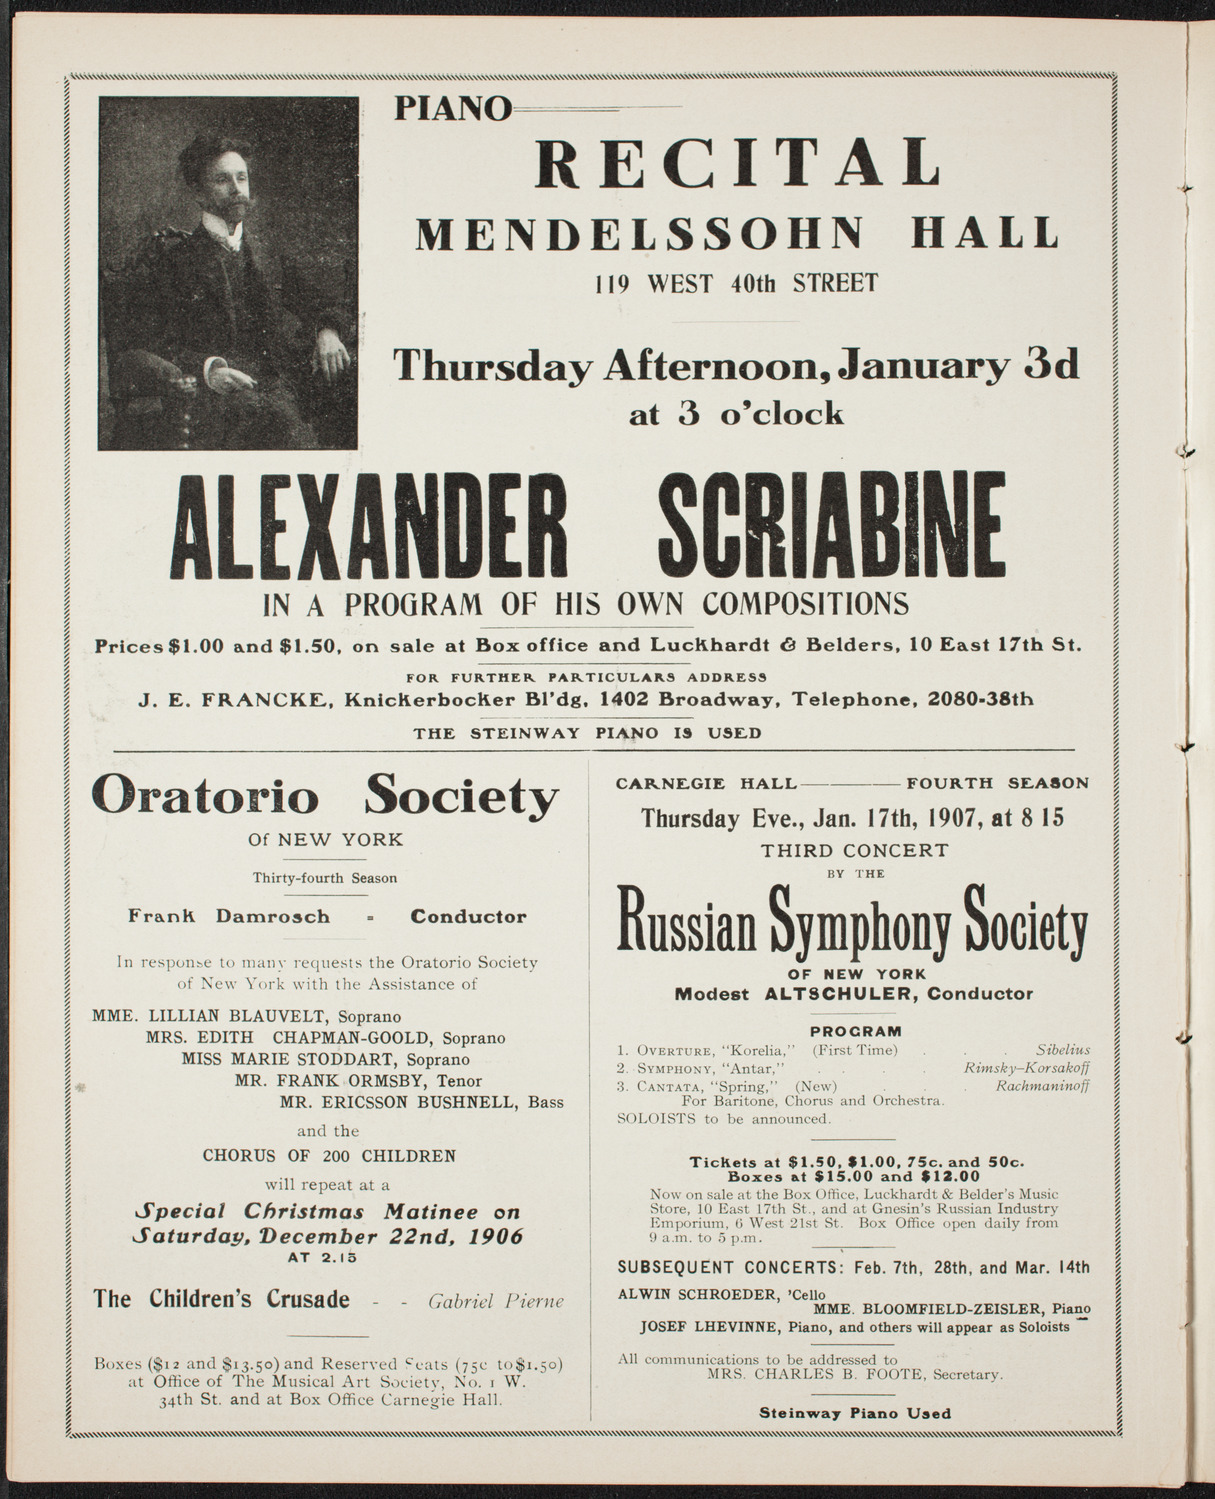 PIANO
RECITAL
MENDELSSOHN HALL
119 WEST 40th STREET
Thursday Afternoon, January 3d
at 3 o'clock
ALEXANDER SCRIABINE
IN A PROGRAM OF HIS OWN COMPOSITIONS
Prices $1.00 and $1.50, on sale at Box office and Luckhardt & Belders, 10 East 17th St.
FOR FURTHER PARTICULARS ADDRESS
J. E. FRANCKE, Knickerbocker Bl'dg, 1402 Broadway, Telephone, 2080-38th
THE STEINWAY PIANO IS USED
Oratorio Society
Of NEW YORK
Thirty-fourth Season
Frank Damrosch - Conductor
In response to many requests the Oratorio Society
of New York with the Assistance of
MME. LILLIAN BLAUVELT, Soprano
MRS. EDITH CHAPMAN-GOOLD, Soprano
MISS MARIE STODDART, Soprano
MR. FRANK ORMSBY, Tenor
MR. ERICSSON BUSHNELL, Bass
and the
CHORUS OF 200 CHILDREN
will repeat at a
Special Christmas Matinee on
Saturday, December 22nd, 1906
AT 2.15
The Children's Crusade - - Gabriel Pierne
Boxes ($12 and $13.50) and Reserved Seats (75c to $1.50)
at Office of The Musical Art Society, No. 1 W.
34th St. and at Box Office Carnegie Hall.
CARNEGIE HALL FOURTH SEASON
Thursday Eve., Jan. 17th, 1907, at 8 15
THIRD CONCERT
BY THE
Russian Symphony Society
OF NEW YORK
Modest ALTSCHULER, Conductor
PROGRAM
1. OVERTURE, "Korelia," (First Time) . . . Sibelius
2. SYMPHONY, "Antar," . . . . Rimsky-Korsakoff
3. CANTATA, "Spring," (New) . . Rachmaninoff
For Baritone, Chorus and Orchestra.
SOLOISTS to be announced.
Tickets at $1.50, $1.00, 75c. and 50c.
Boxes at $15.00 and $12.00
Now on sale at the Box Office, Luckhardt & Belder's Music
Store, 10 East 17th St., and at Gnesin's Russian Industry
Emporium, 6 West 21st St. Box Office open daily from
9 a.m. to 5 p.m.
SUBSEQUENT CONCERTS: Feb. 7th, 28th, and Mar. 14th
ALWIN SCHROEDER, 'Cello
MME. BLOOMFIELD-ZEISLER, Piano
JOSEF LHEVINNE, Piano, and others will appear as Soloists
All communications to be addressed to
MRS. CHARLES B. FOOTE, Secretary.
Steinway Piano Used